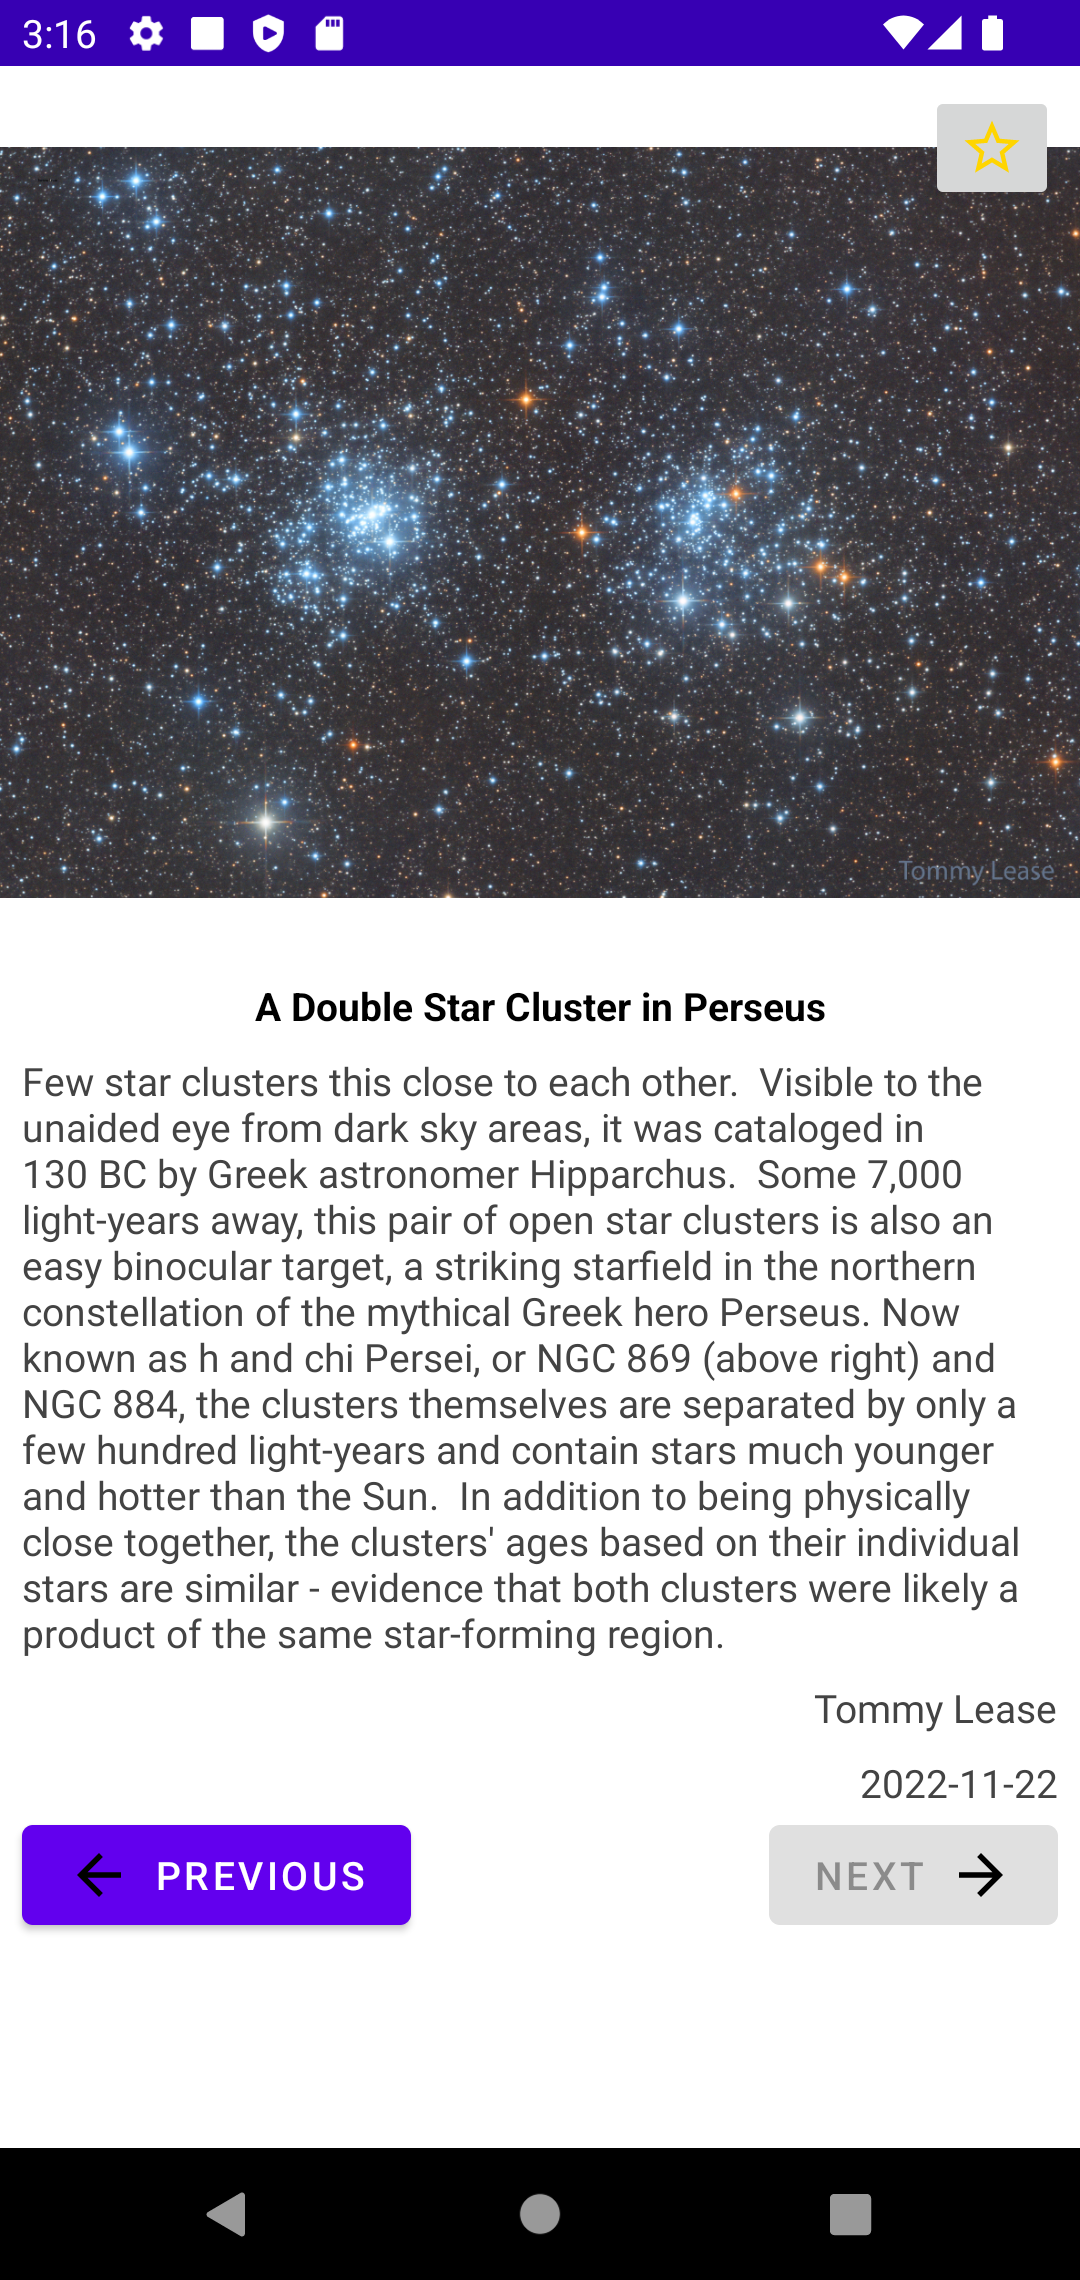 3:16
Tommy Lease
A Double Star Cluster in Perseus
Few star clusters this close to each other.  Visible to the
unaided eye from dark sky areas, it was cataloged in
130 BC by Greek astronomer Hipparchus.  Some 7,000
light-years away, this pair of open star clusters is also an
easy binocular target, a striking starfield in the northern
constellation of the mythical Greek hero Perseus. Now
known as h and chi Persei, or NGC 869 (above right) and
NGC 884, the clusters themselves are separated by only a
few hundred light-years and contain stars much younger
and hotter than the Sun.  In addition to being physically
close together, the clusters' ages based on their individual
stars are similar - evidence that both clusters were likely a
product of the same star-forming region.
Tommy Lease
2022-11-22
PREVIOUS
NEXT